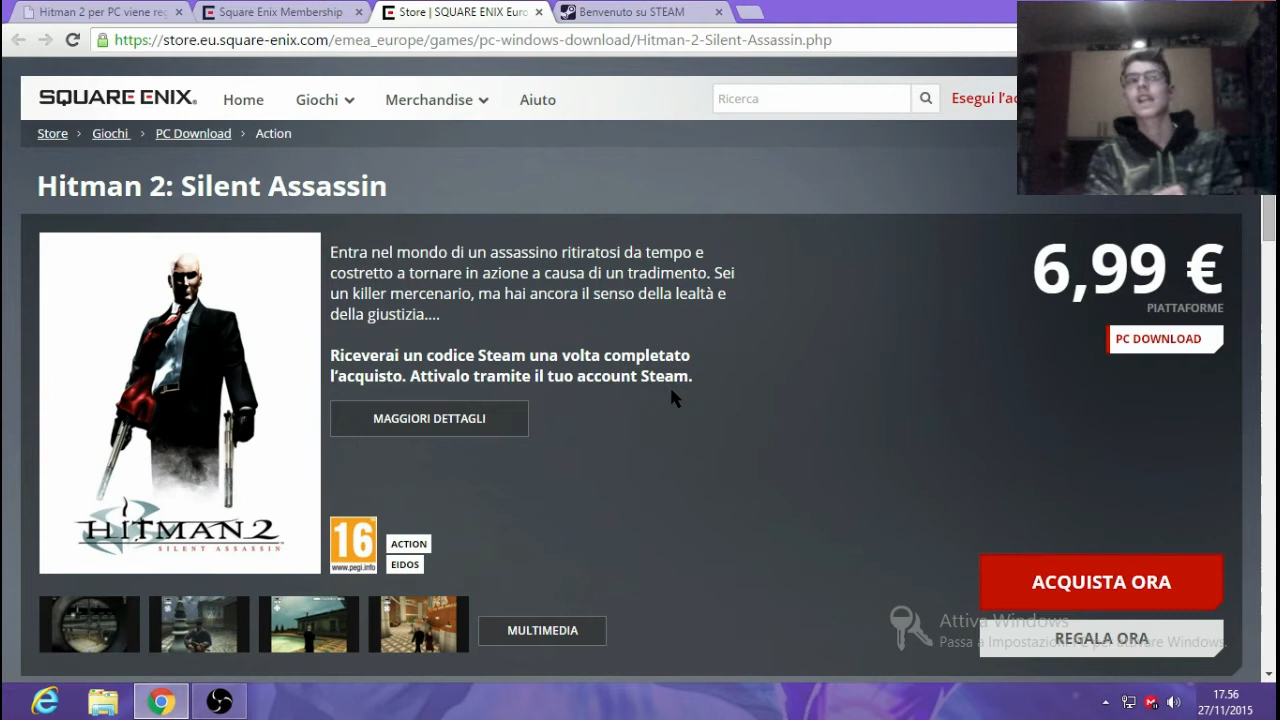 Hitman 2 per PC viene reg
Square Enix Membership
Store | SQUARE ENIX Euro
Benvenuto su STEAM
https://store.eu.square-enix.com/emea_europe/games/pc-windows-download/Hitman-2-Silent-Assassin.php
SQUARE ENIX.
Home
Giochi
Merchandise
Aiuto
Ricerca
Esegui l'ac
Store > Giochi > PC Download > Action
Hitman 2: Silent Assassin
Entra nel mondo di un assassino ritiratosi da tempo e
costretto a tornare in azione a causa di un tradimento. Sei
un killer mercenario, ma hai ancora il senso della lealtà e
della giustizia....
Riceverai un codice Steam una volta completato
l'acquisto. Attivalo tramite il tuo account Steam.
MAGGIORI DETTAGLI
6,99 €
PIATTAFORME
PC DOWNLOAD
HITMAN 2
SILENT ASSASSIN
16
www.pegi.info
ACTION
EIDOS
MULTIMEDIA
ACQUISTA ORA
REGALA ORA
Attiva Windows
Passa a Impostazioni PC per attivare Windows.
17.56
27/11/2015